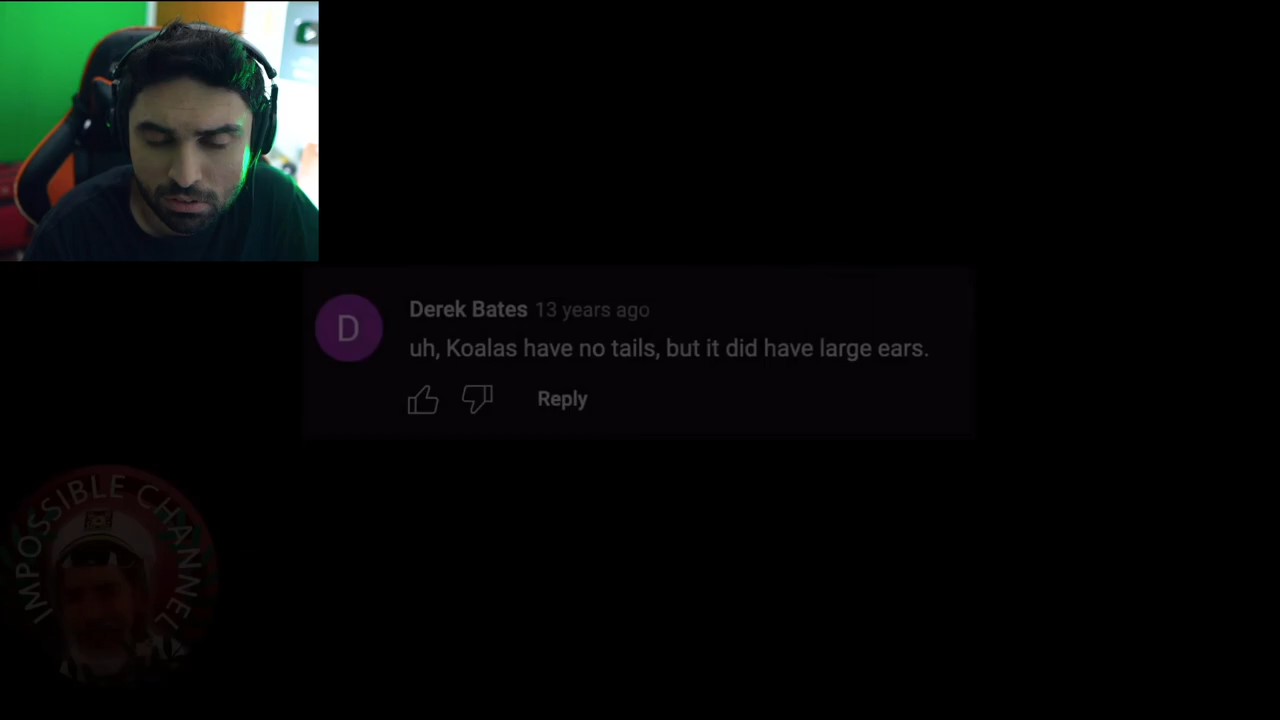 Derek Bates 13 years ago
uh, Koalas have no tails, but it did have large ears.
Reply
D
IMPOSSIBLE CHANNEL